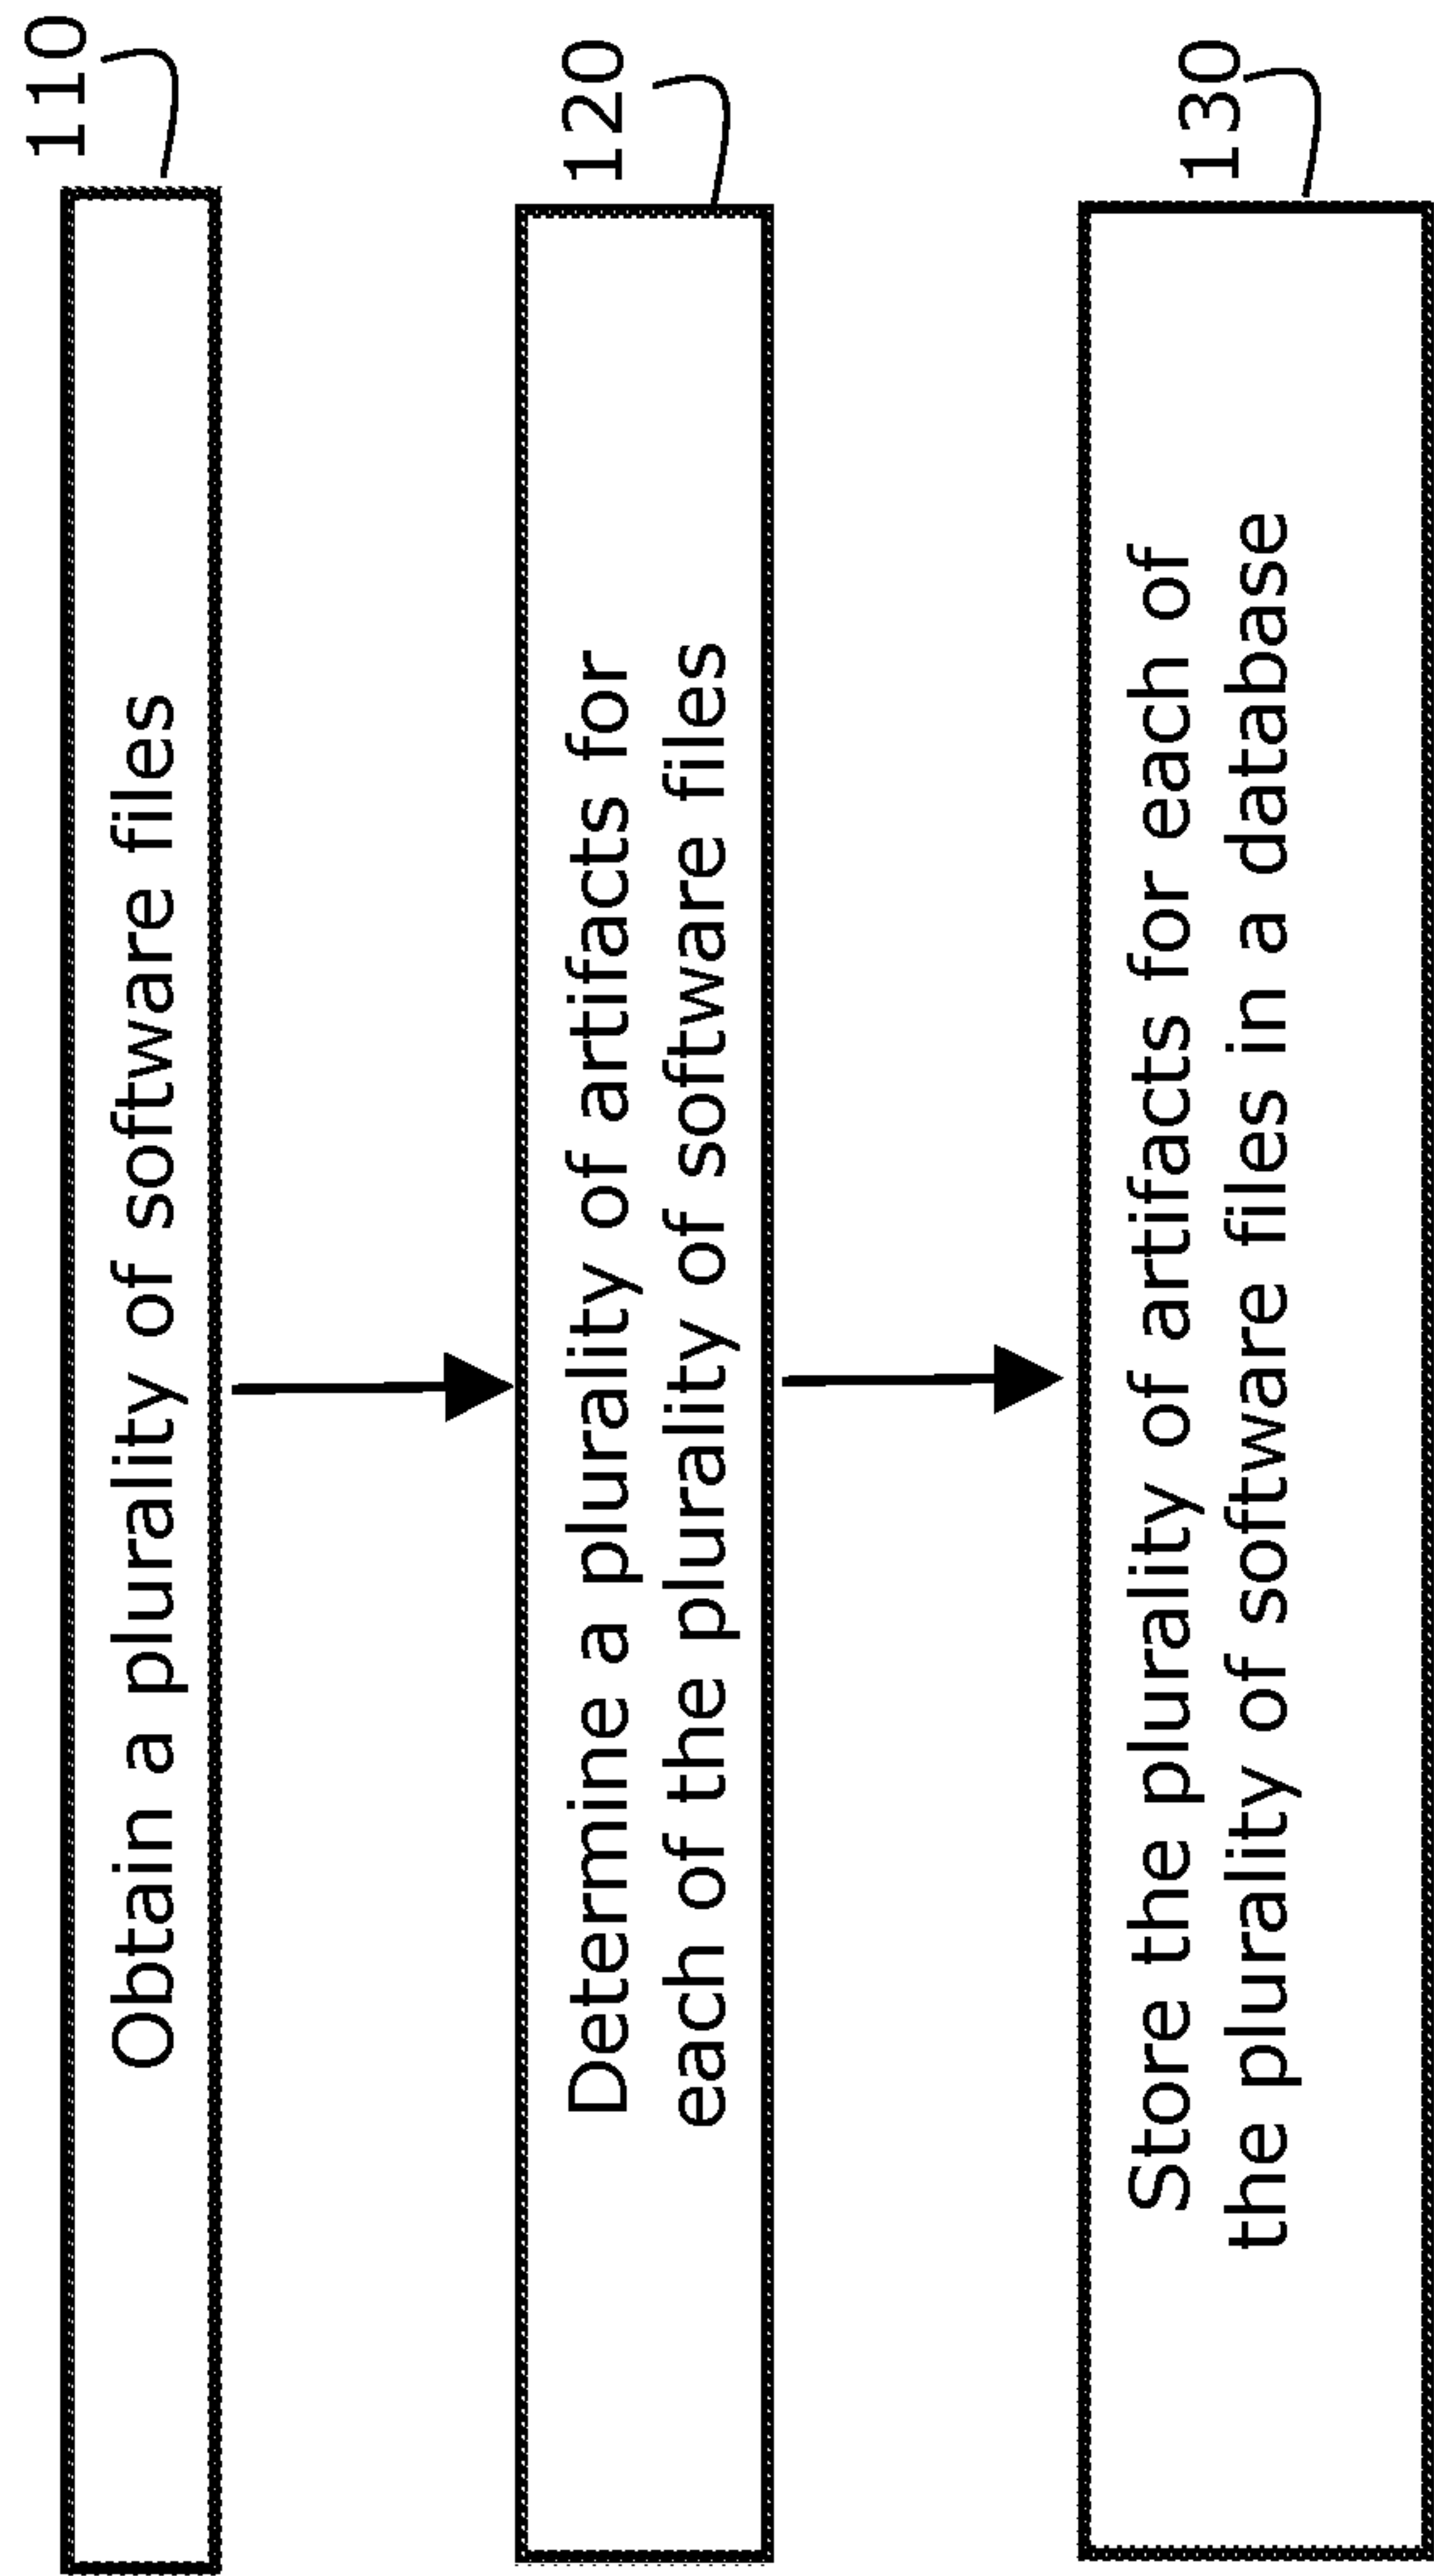 110
Obtain a plurality of software files
120
Determine a plurality of artifacts for
each of the plurality of software files
130
Store the plurality of artifacts for each of
the plurality of software files in a database